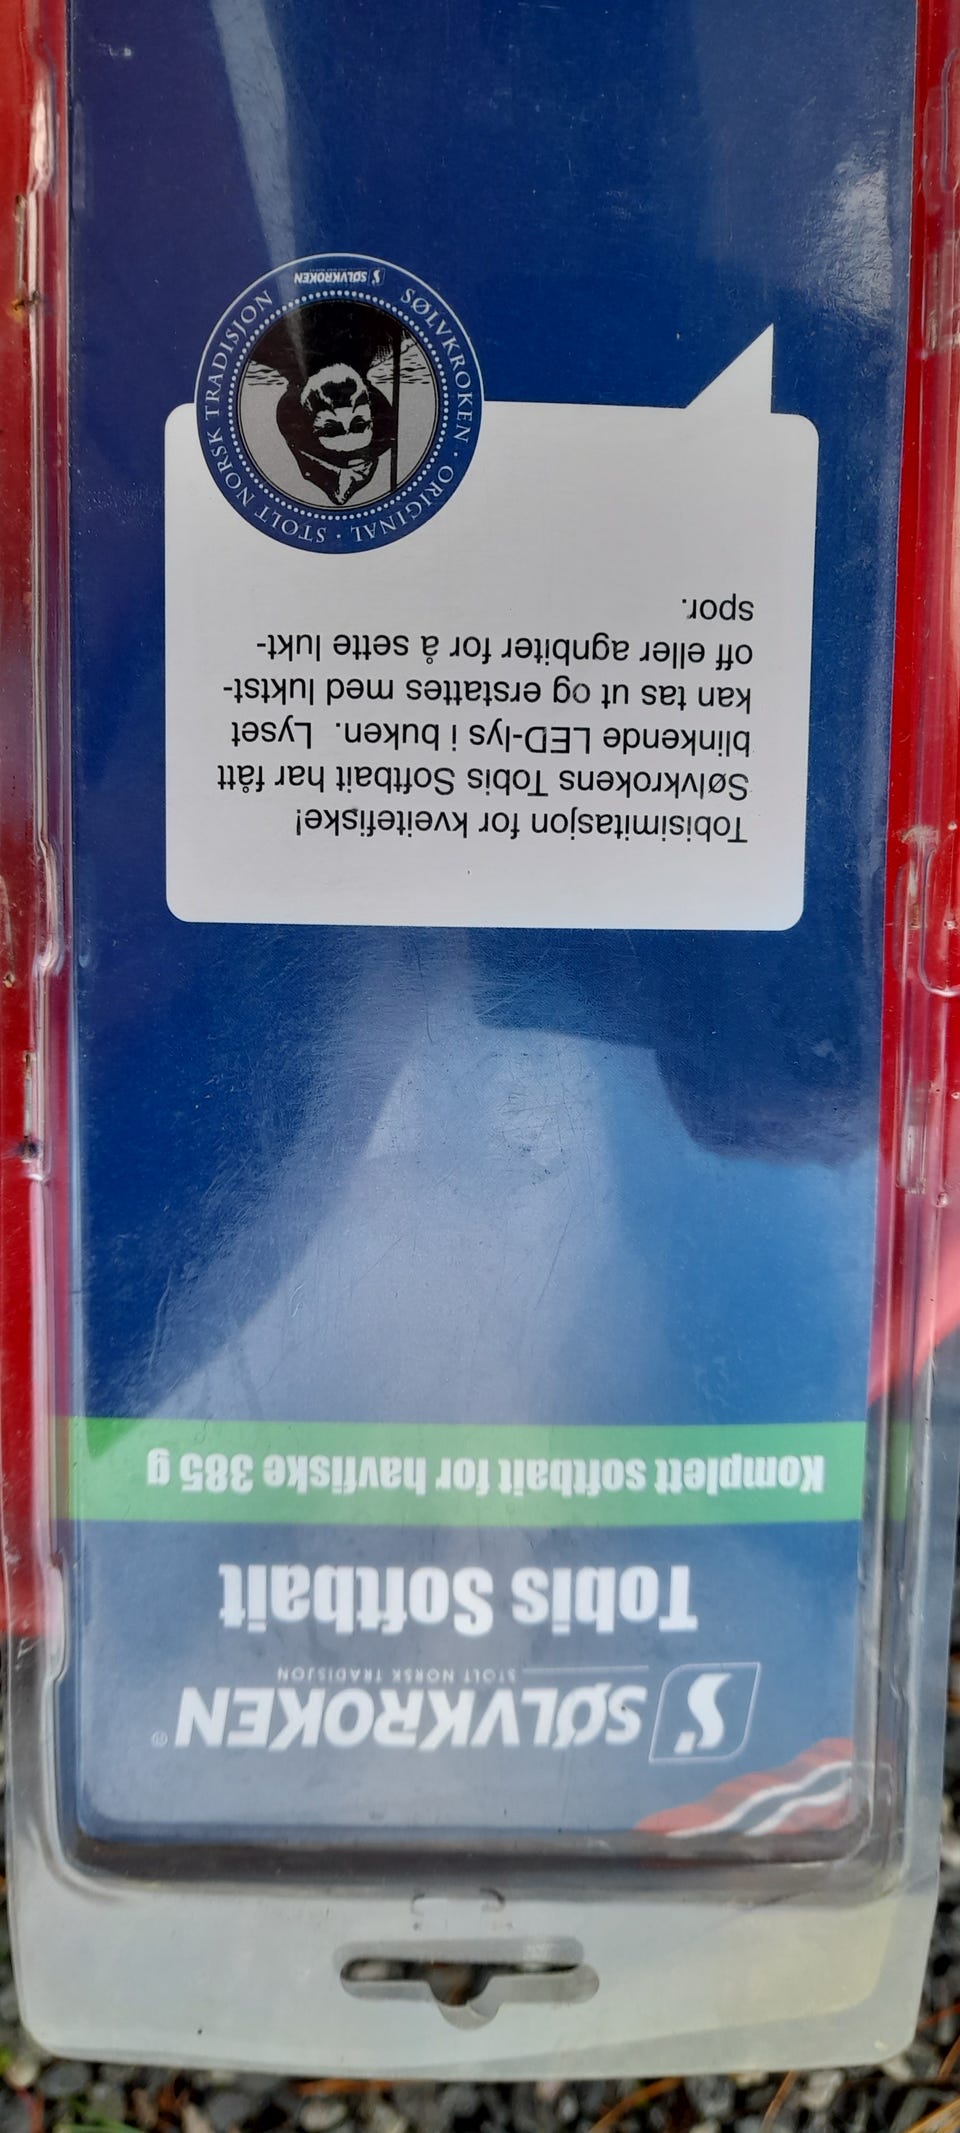 SØLVKROKEN®
STOLT NORSK TRADISJON
Tobis Softbait
Komplett softbait for havfiske 385 g
Tobisimitasjon for kveitefiske!
Sølvkrokens Tobis Softbait har fått
blinkende LED-lys i buken. Lyset
kan tas ut og erstattes med luktst-
off eller agnbiter for å sette lukt-
spor.
SØLVKROKEN · ORIGINAL · STOLT NORSK TRADISJON
SØLVKROKEN